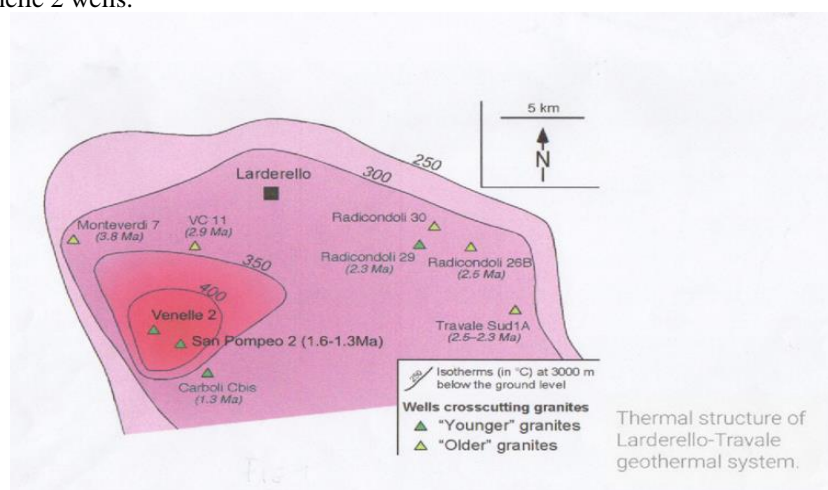 5 km
N
250
Larderello
300
Monteverdi 7
(3.8 Ma)
VC 11
(2.9 Ma)
Radicondoli 30
Radicondoli 29
(2.3 Ma)
Radicondoli 26B
350
400
Venelle 2
San Pompeo 2 (1.6-1.3Ma)
Travale Sud1A
(2.5–2.3 Ma)
Carboli Cbis
(1.3 Ma)
250
Isotherms (in °C) at 3000 m
below the ground level
Wells crosscutting granites
"Younger" granites
"Older" granites
Thermal structure of
Larderello-Travale
geothermal system.